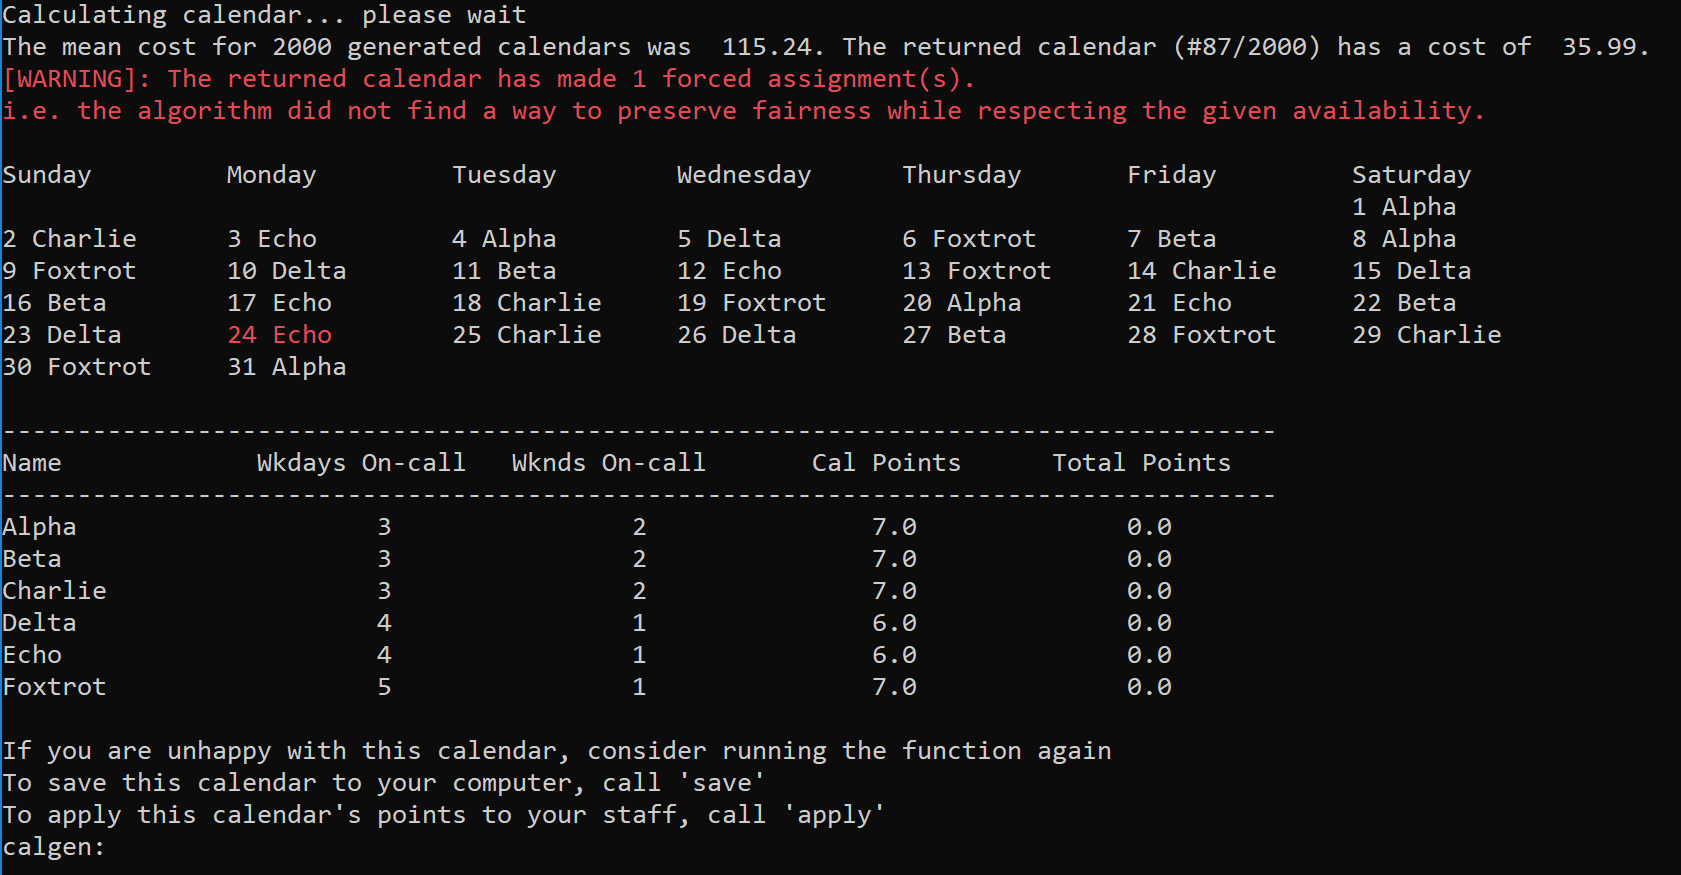 Calculating calendar... please wait
The mean cost for 2000 generated calendars was  115.24. The returned calendar (#87/2000) has a cost of  35.99.
[WARNING]: The returned calendar has made 1 forced assignment(s).
i.e. the algorithm did not find a way to preserve fairness while respecting the given availability.
Sunday Monday Tuesday Wednesday Thursday Friday Saturday
1 Alpha
2 Charlie 3 Echo 4 Alpha 5 Delta 6 Foxtrot 7 Beta 8 Alpha
9 Foxtrot 10 Delta 11 Beta 12 Echo 13 Foxtrot 14 Charlie 15 Delta
16 Beta 17 Echo 18 Charlie 19 Foxtrot 20 Alpha 21 Echo 22 Beta
23 Delta 24 Echo 25 Charlie 26 Delta 27 Beta 28 Foxtrot 29 Charlie
30 Foxtrot 31 Alpha
-------------------------------------------------------------------------------------
Name Wkdays On-call Wknds On-call Cal Points Total Points
-------------------------------------------------------------------------------------
Alpha 3 2 7.0 0.0
Beta 3 2 7.0 0.0
Charlie 3 2 7.0 0.0
Delta 4 1 6.0 0.0
Echo 4 1 6.0 0.0
Foxtrot 5 1 7.0 0.0
If you are unhappy with this calendar, consider running the function again
To save this calendar to your computer, call 'save'
To apply this calendar's points to your staff, call 'apply'
calgen: